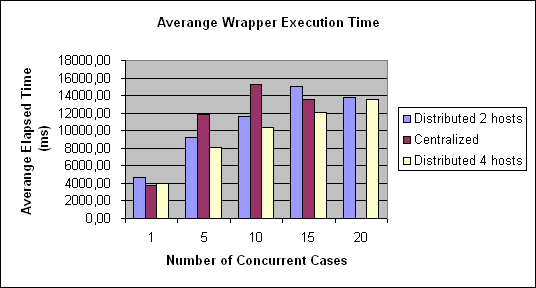 Averange Wrapper Execution Time
Averange Elapsed Time
(ms)
18000,00
16000,00
14000,00
12000,00
10000,00
8000,00
6000,00
4000,00
2000,00
0,00
1 5 10 15 20
Number of Concurrent Cases
Distributed 2 hosts
Centralized
Distributed 4 hosts